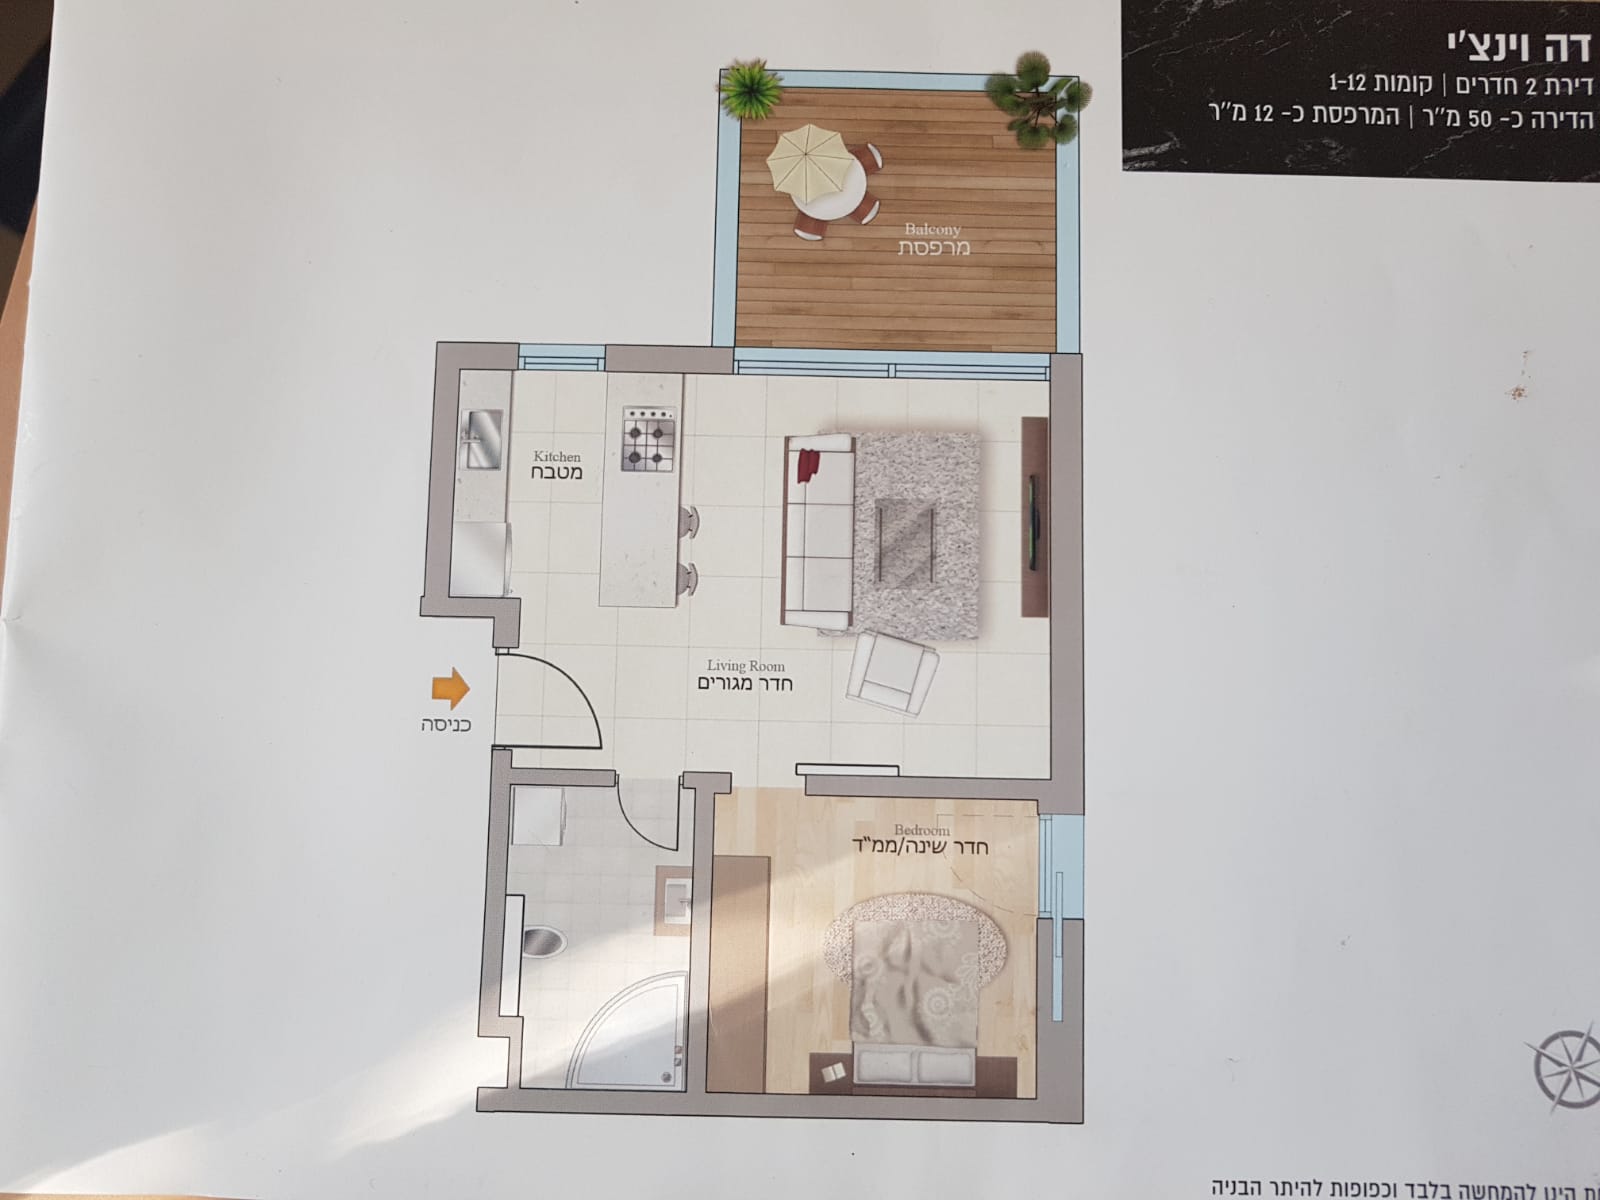 דה וינצ'י
דירת 2 חדרים | קומות 1-12
הדירה כ- 50 מ"ר | המרפסת כ- 12 מ"ר
Balcony
מרפסת
Kitchen
מטבח
Living Room
חדר מגורים
כניסה
Bedroom
חדר שינה/ממ"ד
הינן להמחשה בלבד וכפופות להיתר הבניה